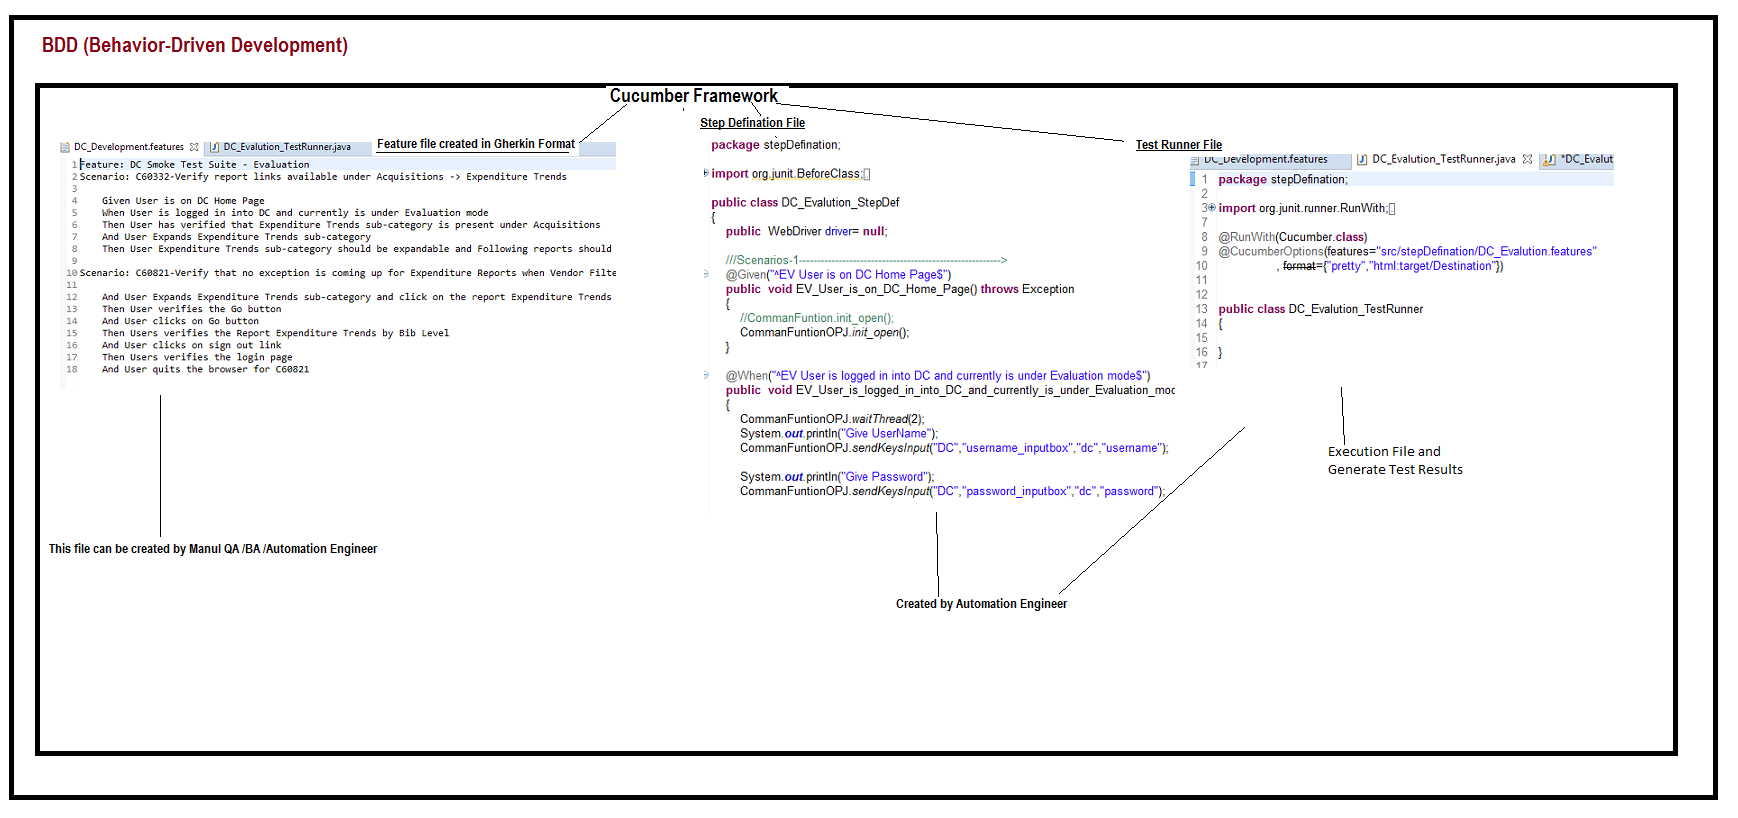 BDD (Behavior-Driven Development)
Cucumber Framework
Feature file created in Gherkin Format
DC_Development.features
DC_Evalution_TestRunner.java
1 Feature: DC Smoke Test Suite - Evaluation
2 Scenario: C60332-Verify report links available under Acquisitions -> Expenditure Trends
3
4 Given User is on DC Home Page
5 When User is logged in into DC and currently is under Evaluation mode
6 Then User has verified that Expenditure Trends sub-category is present under Acquisitions
7 And User Expands Expenditure Trends sub-category
8 Then User Expenditure Trends sub-category should be expandable and Following reports should
9
10 Scenario: C60821-Verify that no exception is coming up for Expenditure Reports when Vendor Filte
11
12 And User Expands Expenditure Trends sub-category and click on the report Expenditure Trends
13 Then User verifies the Go button
14 And User clicks on Go button
15 Then Users verifies the Report Expenditure Trends by Bib Level
16 And User clicks on sign out link
17 Then Users verifies the login page
18 And User quits the browser for C60821
This file can be created by Manul QA /BA /Automation Engineer
Step Defination File
package stepDefination;
import org.junit.BeforeClass;
public class DC_Evalution_StepDef
{
public WebDriver driver= null;
///Scenarios-1-------------------------------------------------------->
@Given("^EV User is on DC Home Page$")
public void EV_User_is_on_DC_Home_Page() throws Exception
{
//CommanFuntion.init_open();
CommanFuntionOPJ.init_open();
}
@When("^EV User is logged in into DC and currently is under Evaluation mode$")
public void EV_User_is_logged_in_into_DC_and_currently_is_under_Evaluation_moc
{
CommanFuntionOPJ.waitThread(2);
System.out.println("Give UserName");
CommanFuntionOPJ.sendKeysInput("DC","username_inputbox","dc","username");
System.out.println("Give Password");
CommanFuntionOPJ.sendKeysInput("DC","password_inputbox","dc","password");
Created by Automation Engineer
Test Runner File
DC_Development.features
DC_Evalution_TestRunner.java
*DC_Evalut
1 package stepDefination;
2
3 import org.junit.runner.RunWith;
7
8 @RunWith(Cucumber.class)
9 @CucumberOptions(features="src/stepDefination/DC_Evalution.features"
10 , format={"pretty","html:target/Destination"})
11
12
13 public class DC_Evalution_TestRunner
14 {
15
16 }
17
Execution File and
Generate Test Results